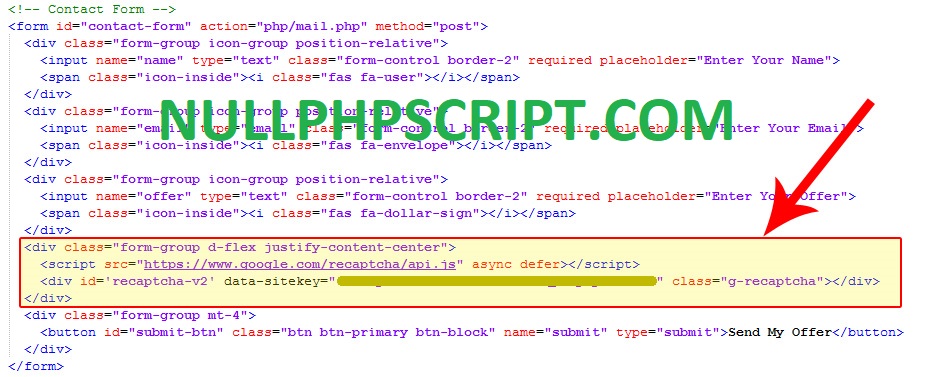 <!-- Contact Form -->
<form id="contact-form" action="php/mail.php" method="post">
<div class="form-group icon-group position-relative">
<input name="name" type="text" class="form-control border-2" required placeholder="Enter Your Name">
<span class="icon-inside"><i class="fas fa-user"></i></span>
</div>
<div class="form-group icon-group position-relative">
NULLPHPSCRIPT.COM
<input name="email" type="email" class="form-control border-2" required placeholder="Enter Your Email">
<span class="icon-inside"><i class="fas fa-envelope"></i></span>
</div>
<div class="form-group icon-group position-relative">
<input name="offer" type="text" class="form-control border-2" required placeholder="Enter Your Offer">
<span class="icon-inside"><i class="fas fa-dollar-sign"></i></span>
</div>
<div class="form-group d-flex justify-content-center">
<script src="https://www.google.com/recaptcha/api.js" async defer></script>
<div id='recaptcha-v2' data-sitekey=" " class="g-recaptcha"></div>
</div>
<div class="form-group mt-4">
<button id="submit-btn" class="btn btn-primary btn-block" name="submit" type="submit">Send My Offer</button>
</div>
</form>